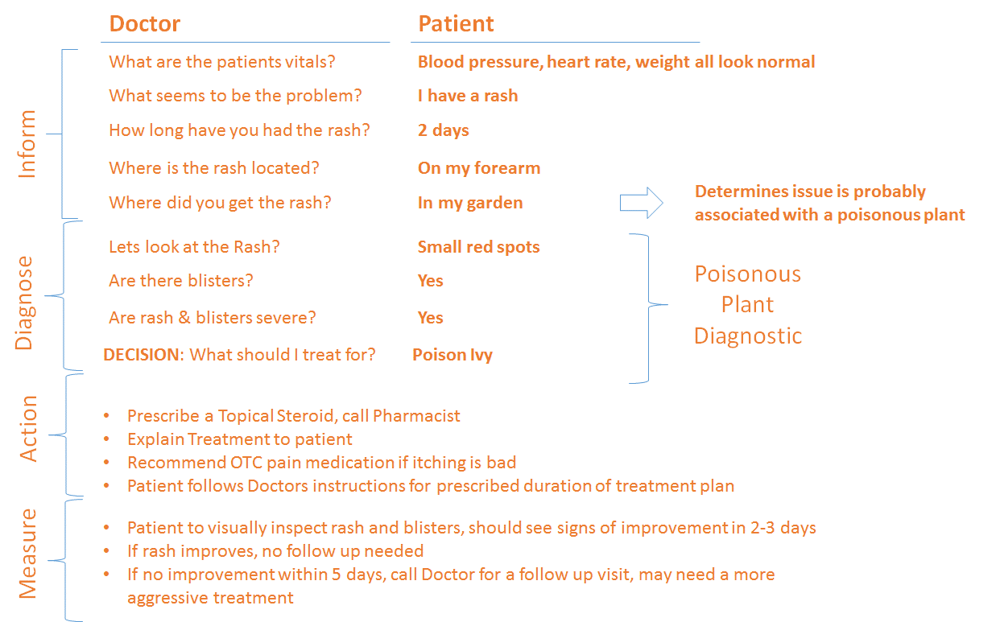 Doctor Patient
Inform
What are the patients vitals? Blood pressure, heart rate, weight all look normal
What seems to be the problem? I have a rash
How long have you had the rash? 2 days
Where is the rash located? On my forearm
Where did you get the rash? In my garden
Determines issue is probably
associated with a poisonous plant
Diagnose
Lets look at the Rash? Small red spots
Are there blisters? Yes
Are rash & blisters severe? Yes
DECISION: What should I treat for? Poison Ivy
Poisonous
Plant
Diagnostic
Action
• Prescribe a Topical Steroid, call Pharmacist
• Explain Treatment to patient
• Recommend OTC pain medication if itching is bad
• Patient follows Doctors instructions for prescribed duration of treatment plan
Measure
• Patient to visually inspect rash and blisters, should see signs of improvement in 2-3 days
• If rash improves, no follow up needed
• If no improvement within 5 days, call Doctor for a follow up visit, may need a more
aggressive treatment